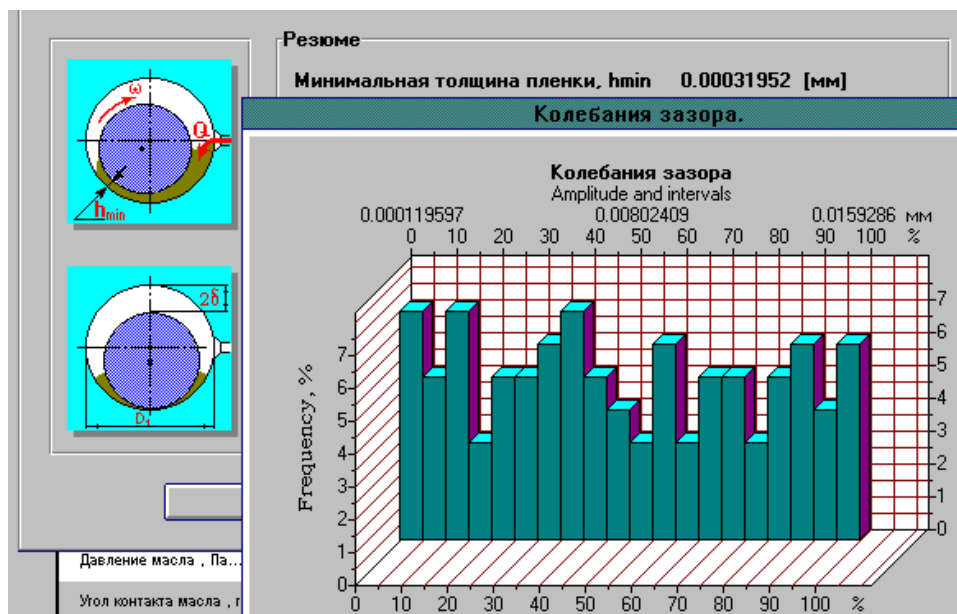 Резюме
Минимальная толщина пленки, hmin 0.00031952 [мм]
Колебания зазора.
ω
Q
hmin
Колебания зазора
Amplitude and intervals
0.000119597 0.00802409 0.0159286 мм
0 10 20 30 40 50 60 70 80 90 100 %
2δ
D1
Frequency, %
7
6
5
4
3
2
1
0
7
6
5
4
3
2
1
0
0 10 20 30 40 50 60 70 80 90 100 %
Давление масла , Па...
Угол контакта масла , г